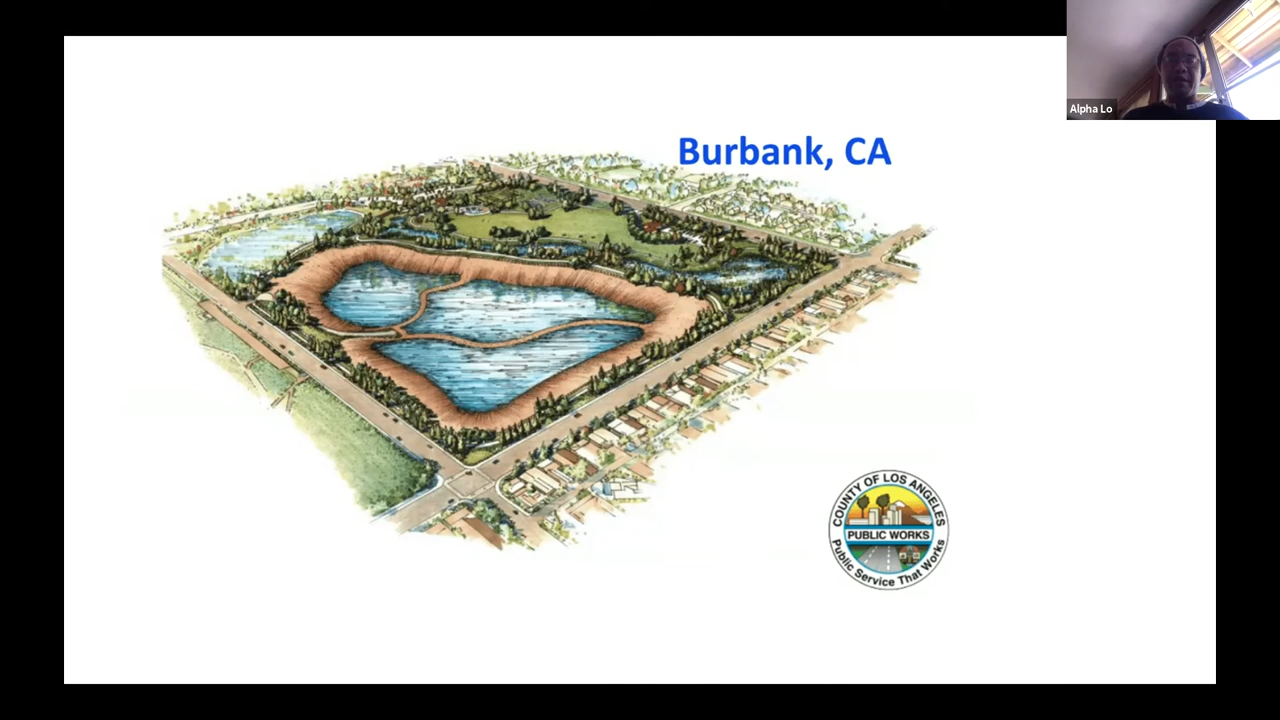 Alpha Lo
Burbank, CA
COUNTY OF LOS ANGELES
PUBLIC WORKS
Public Service That Works